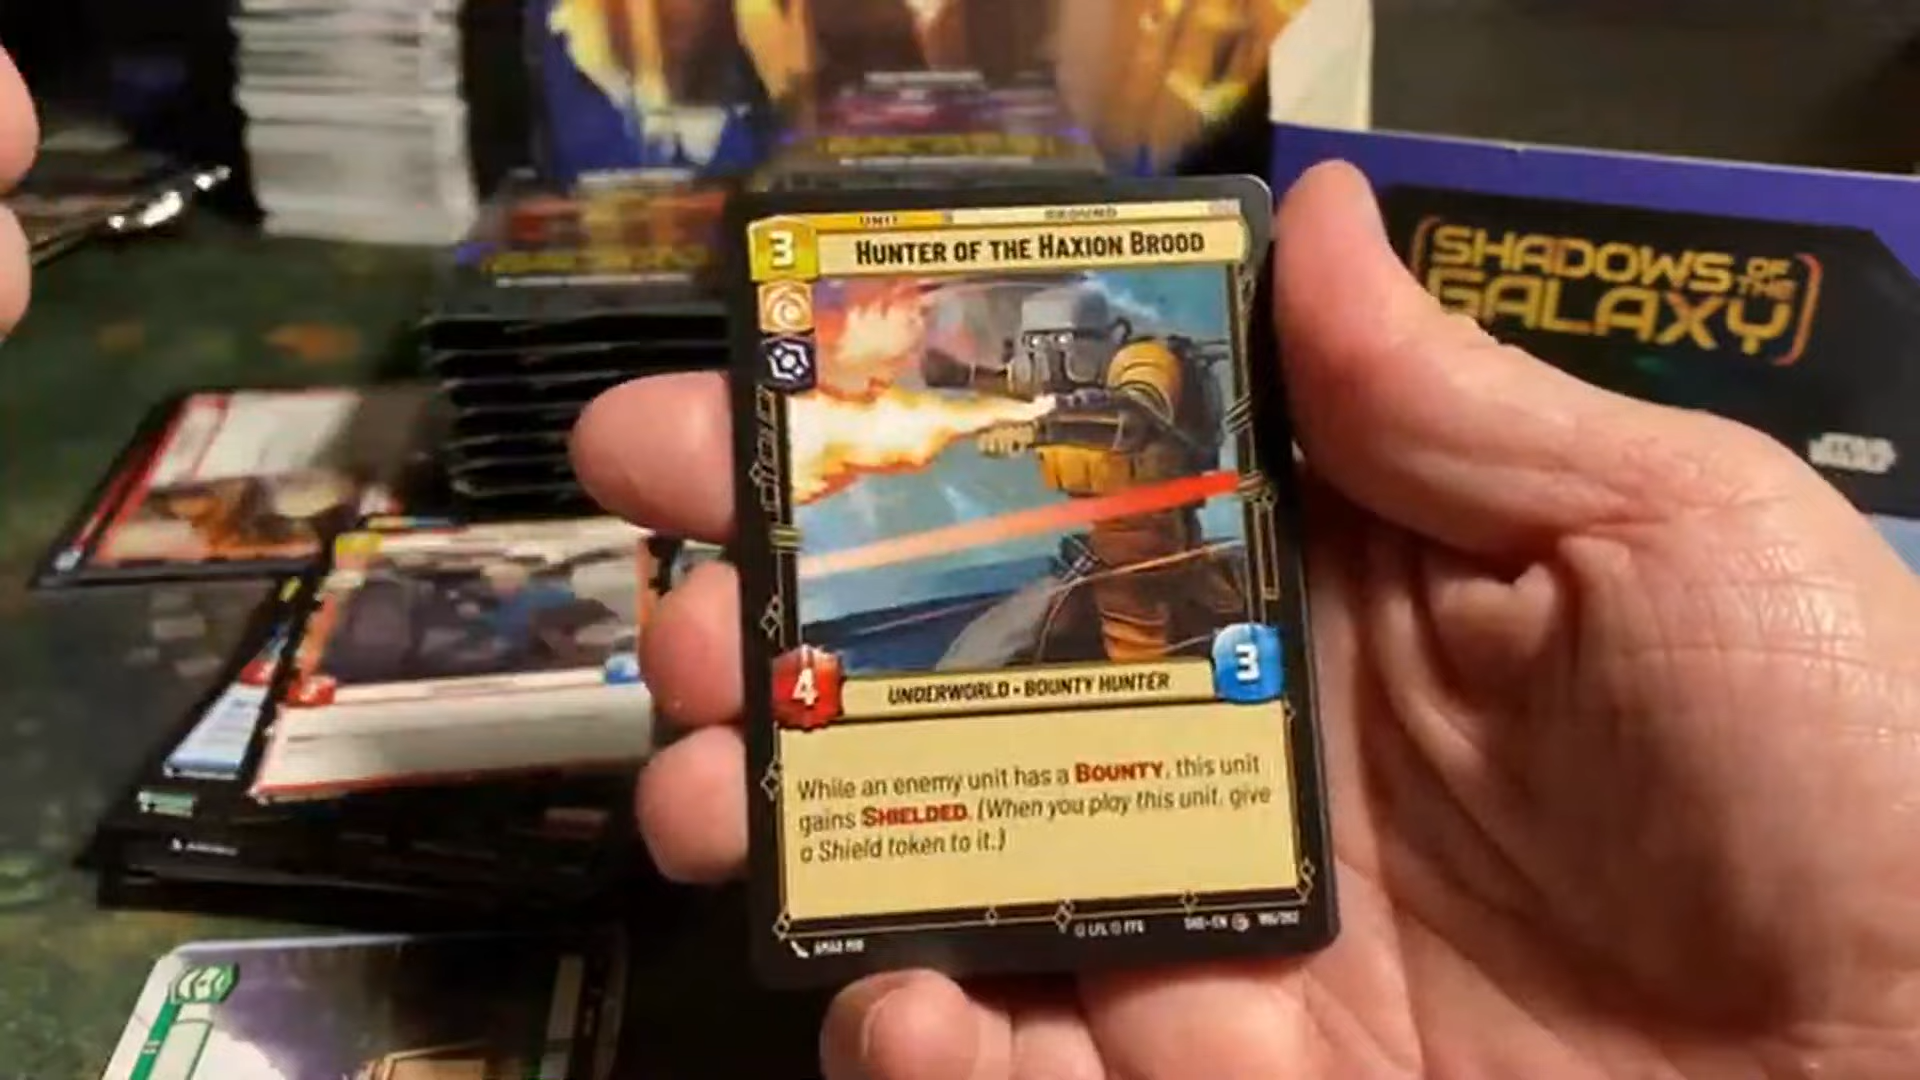 UNIT
GROUND
3
HUNTER OF THE HAXION BROOD
SHADOWS OF
THE
GALAXY
STAR
4
UNDERWORLD • BOUNTY HUNTER
3
While an enemy unit has a BOUNTY, this unit
gains SHIELDED. (When you play this unit, give
a Shield token to it.)